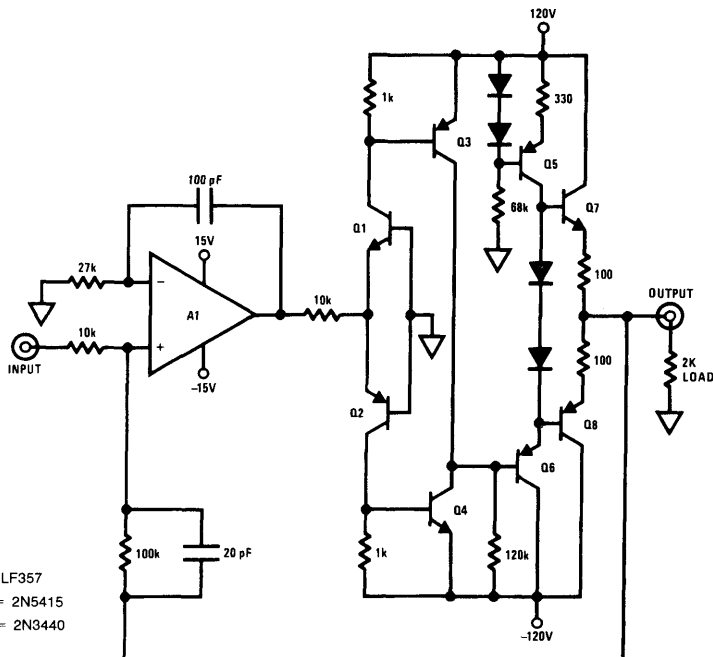 120V
1k
330
Q3
Q5
100 pF
Q1
68k
Q7
15V
27k
100
A1
10k
OUTPUT
10k
INPUT
-15V
100
2K
LOAD
Q2
Q8
Q6
Q4
100k
20 pF
1k
120k
LF357
= 2N5415
= 2N3440
-120V